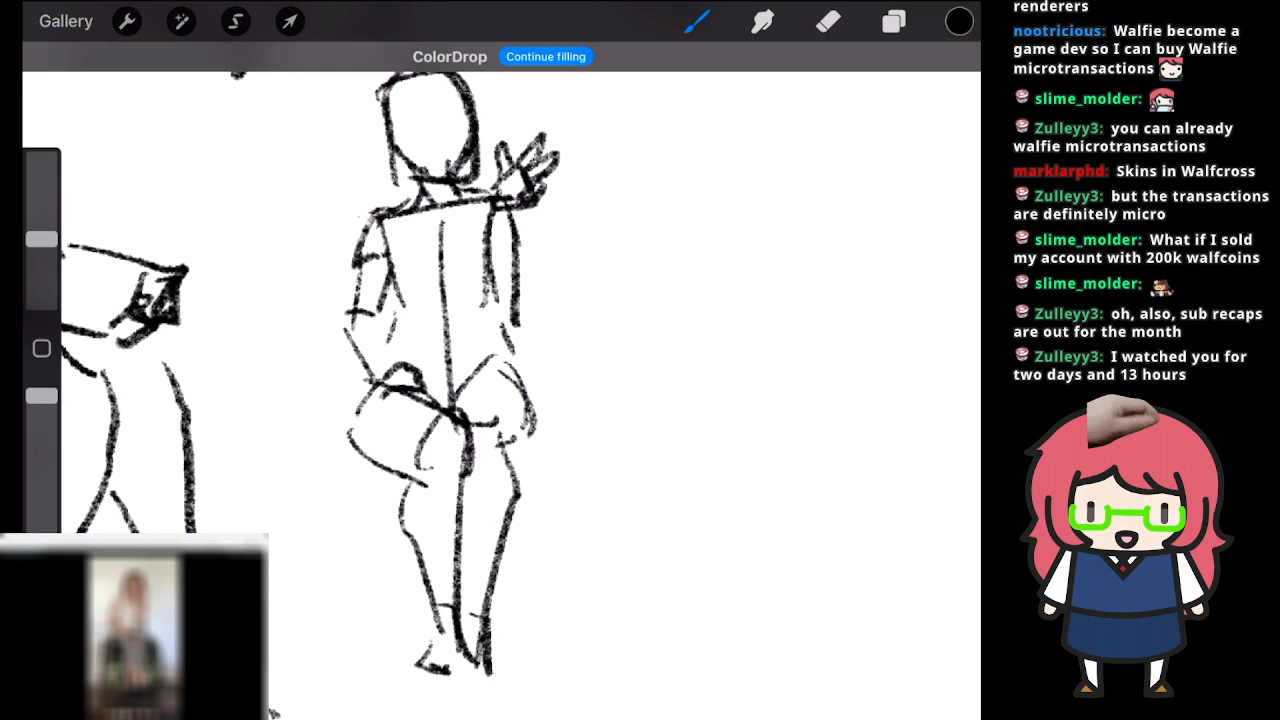 Gallery
ColorDrop Continue filling
renderers
nootricious: Walfie become a
game dev so I can buy Walfie
microtransactions
slime_molder:
Zulleyy3: you can already
walfie microtransactions
marklarphd: Skins in Walfcross
Zulleyy3: but the transactions
are definitely micro
slime_molder: What if I sold
my account with 200k walfcoins
slime_molder:
Zulleyy3: oh, also, sub recaps
are out for the month
Zulleyy3: I watched you for
two days and 13 hours